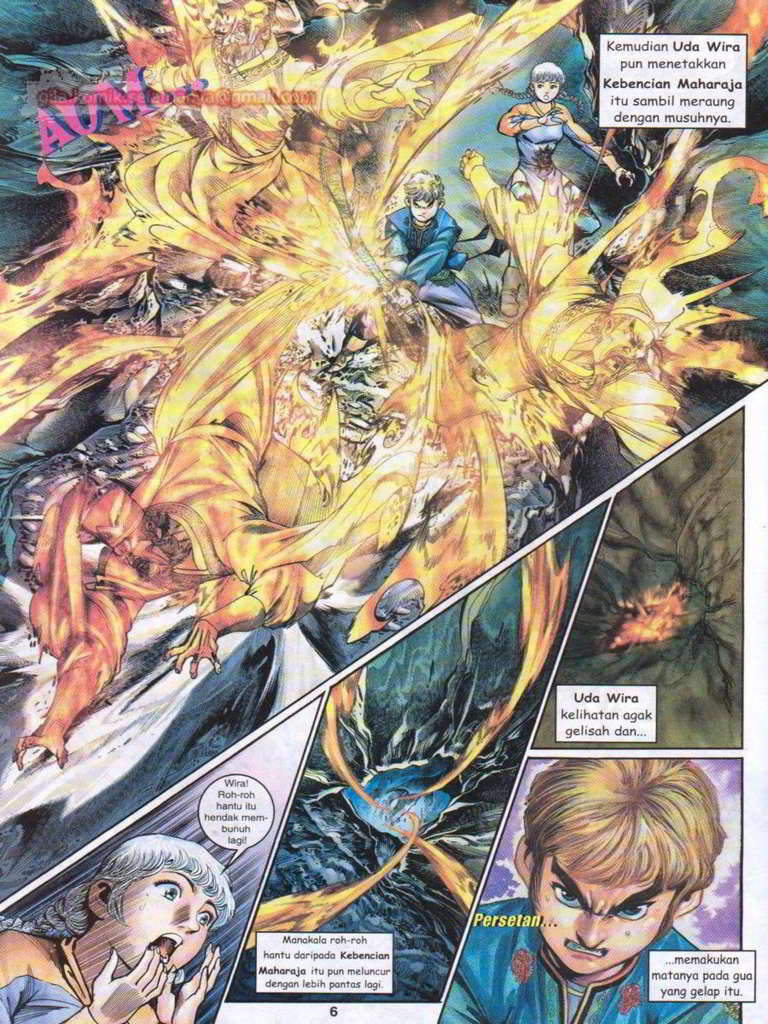 Kemudian Uda Wira
pun menetakkan
Kebencian Maharaja
itu sambil meraung
dengan musuhnya.
AUM
Uda Wira
kelihatan agak
gelisah dan...
Wira!
Roh-roh
hantu itu
hendak mem-
bunuh
lagi!
Manakala roh-roh
hantu daripada Kebencian
Maharaja itu pun meluncur
dengan lebih pantas lagi.
Persetan...
...memakukan
matanya pada gua
yang gelap itu.
6